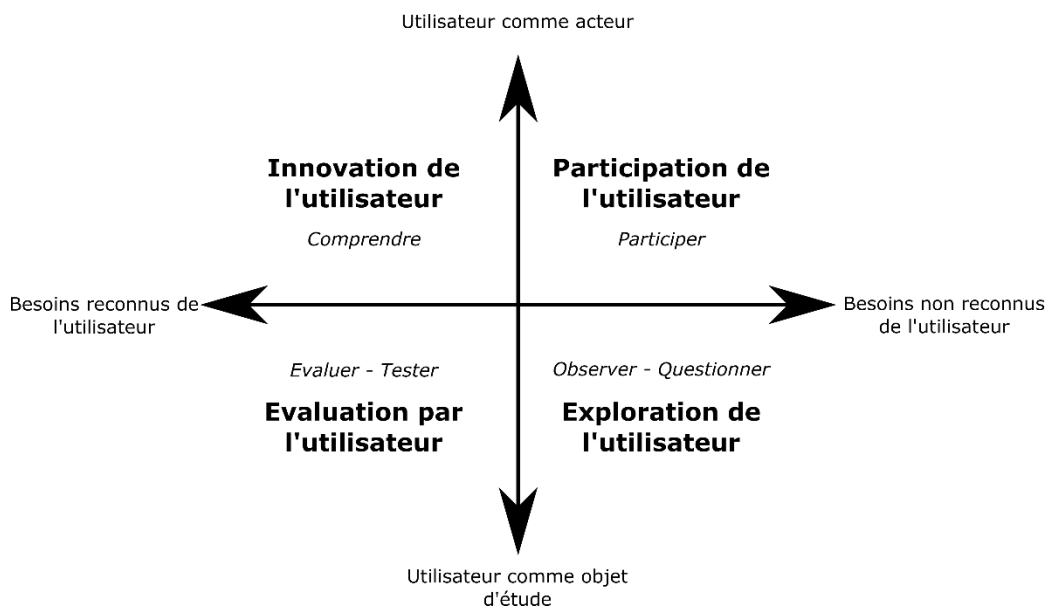 Utilisateur comme acteur
Innovation de
l'utilisateur
Comprendre
Participation de
l'utilisateur
Participer
Besoins reconnus de
l'utilisateur
Besoins non reconnus
de l'utilisateur
Evaluer - Tester
Evaluation par
l'utilisateur
Observer - Questionner
Exploration de
l'utilisateur
Utilisateur comme objet
d'étude